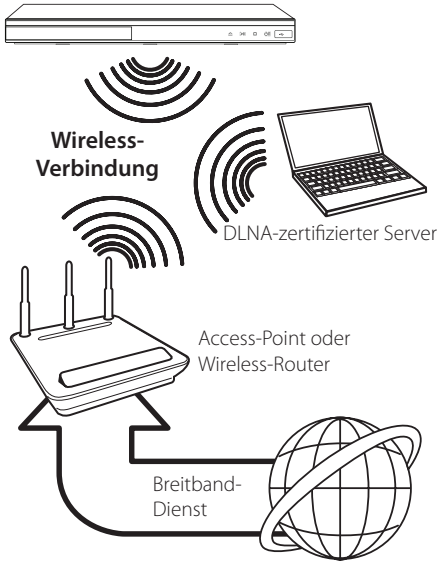 Wireless-
Verbindung
DLNA-zertifizierter Server
Access-Point oder
Wireless-Router
Breitband-
Dienst